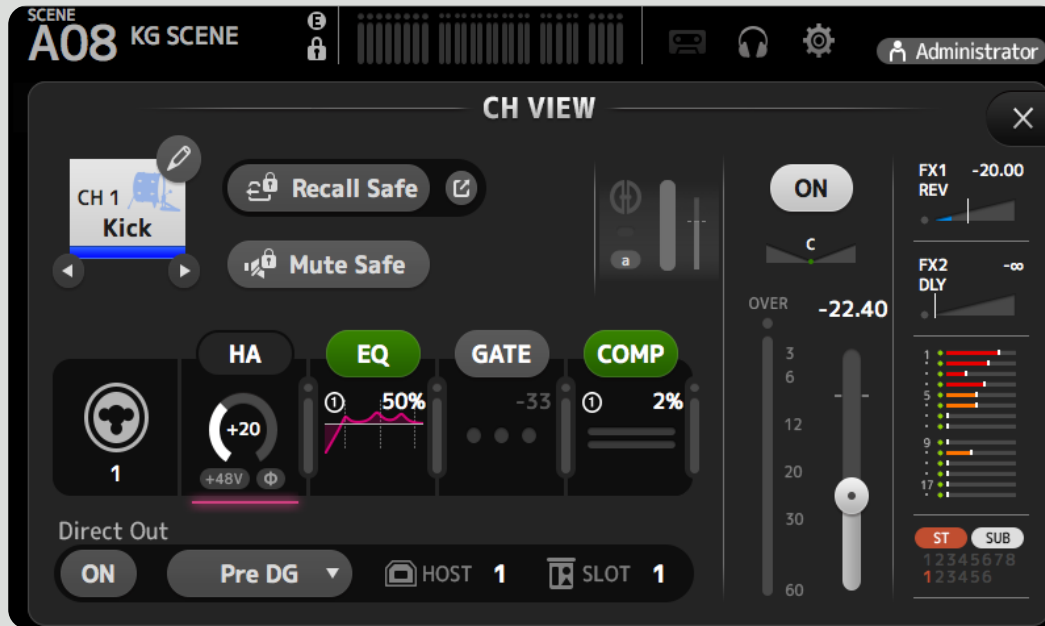 SCENE
A08 KG SCENE
E
Administrator
CH VIEW
CH 1
Kick
Recall Safe
Mute Safe
a
ON
C
OVER -22.40
3
6
12
20
30
60
FX1 -20.00
REV
FX2 -∞
DLY
1
5
9
17
ST SUB
12345678
123456
HA EQ GATE COMP
+20
+48V Φ
1 50%
-33
1 2%
1
Direct Out
ON Pre DG HOST 1 SLOT 1